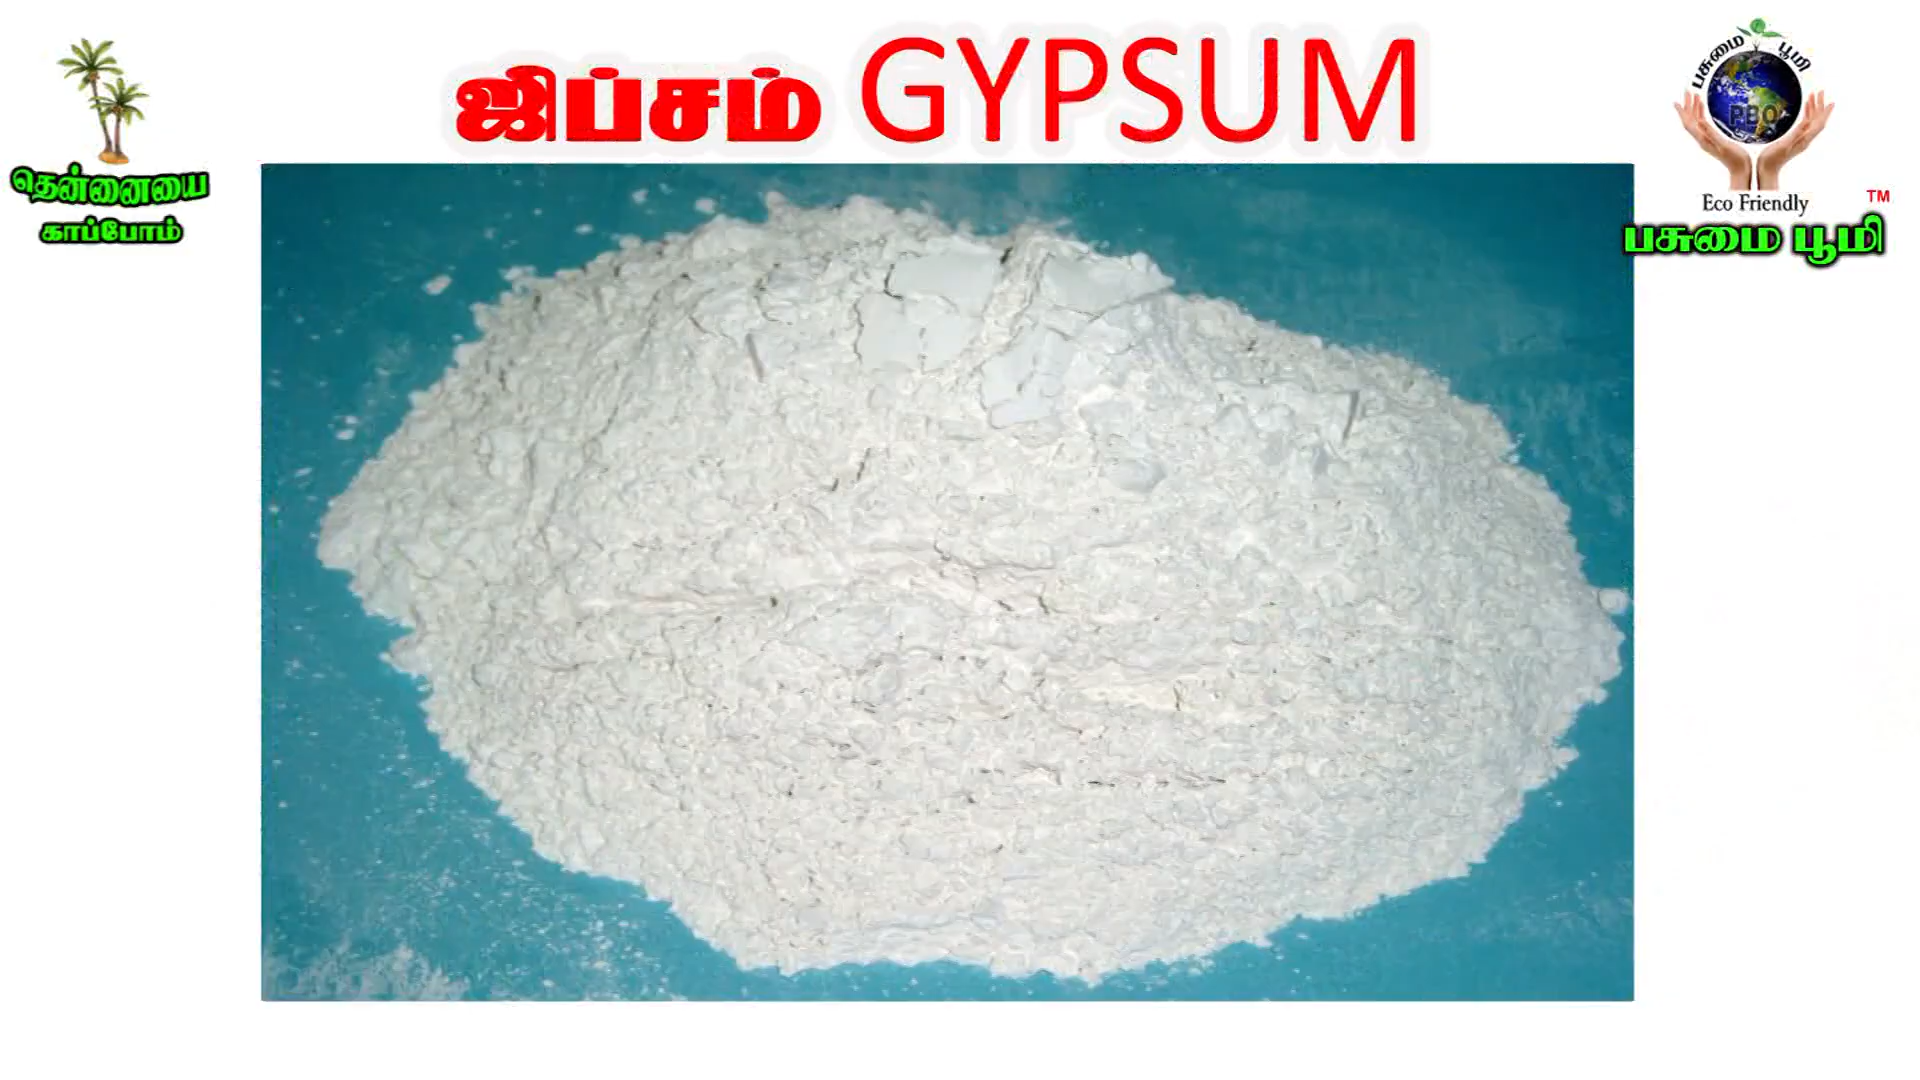 ஜிப்சம் GYPSUM
தென்னையை
காப்போம்
பசுமை பூமி
PBO
Eco Friendly
TM
பசுமை பூமி